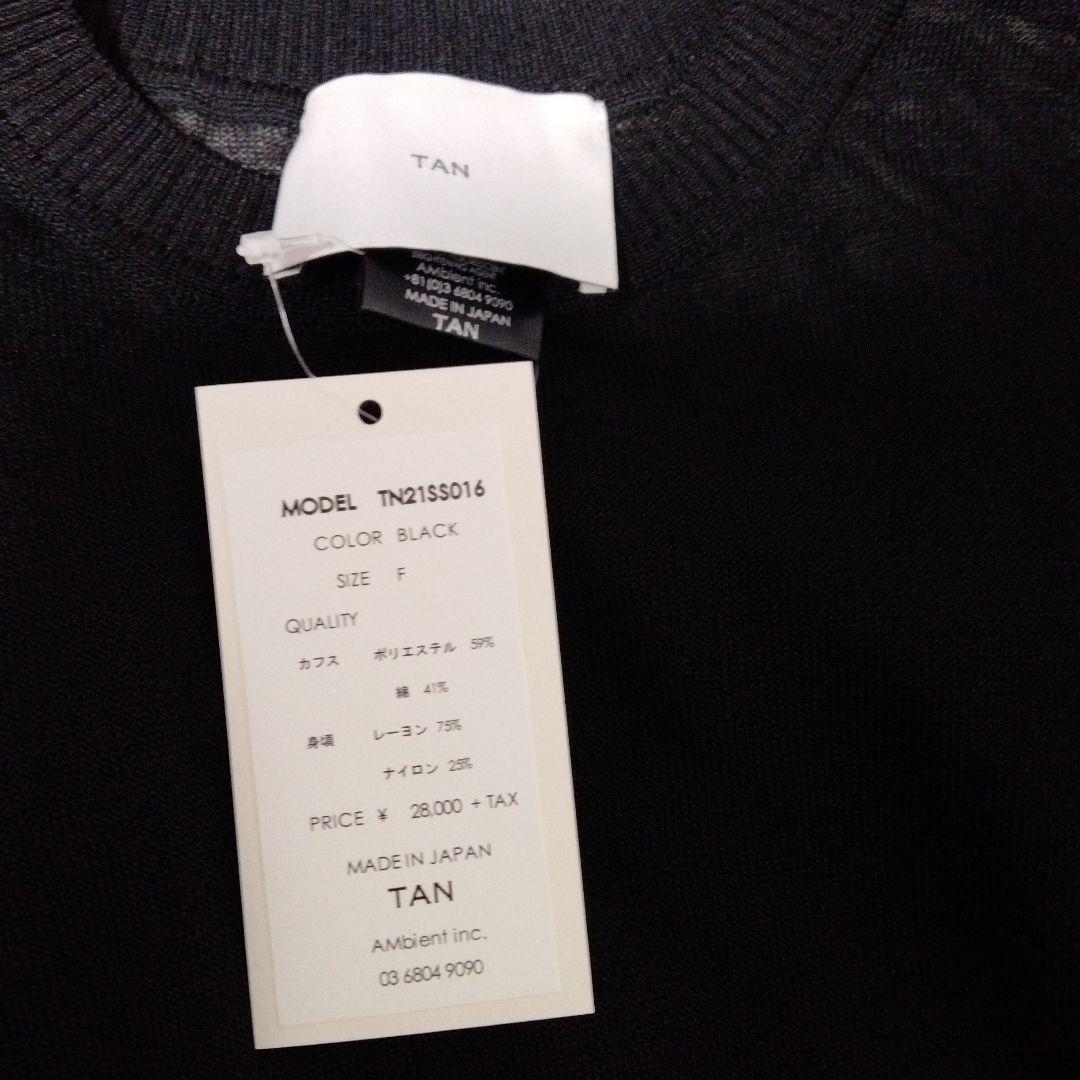 TAN
AMbient inc.
+81(0)3 6804 9090
MADE IN JAPAN
TAN
MODEL TN21SS016
COLOR BLACK
SIZE F
QUALITY
カフス ポリエステル 59%
綿 41%
身頃 レーヨン 75%
ナイロン 25%
PRICE ¥ 28,000 + TAX
MADE IN JAPAN
TAN
AMbient inc.
03 6804 9090